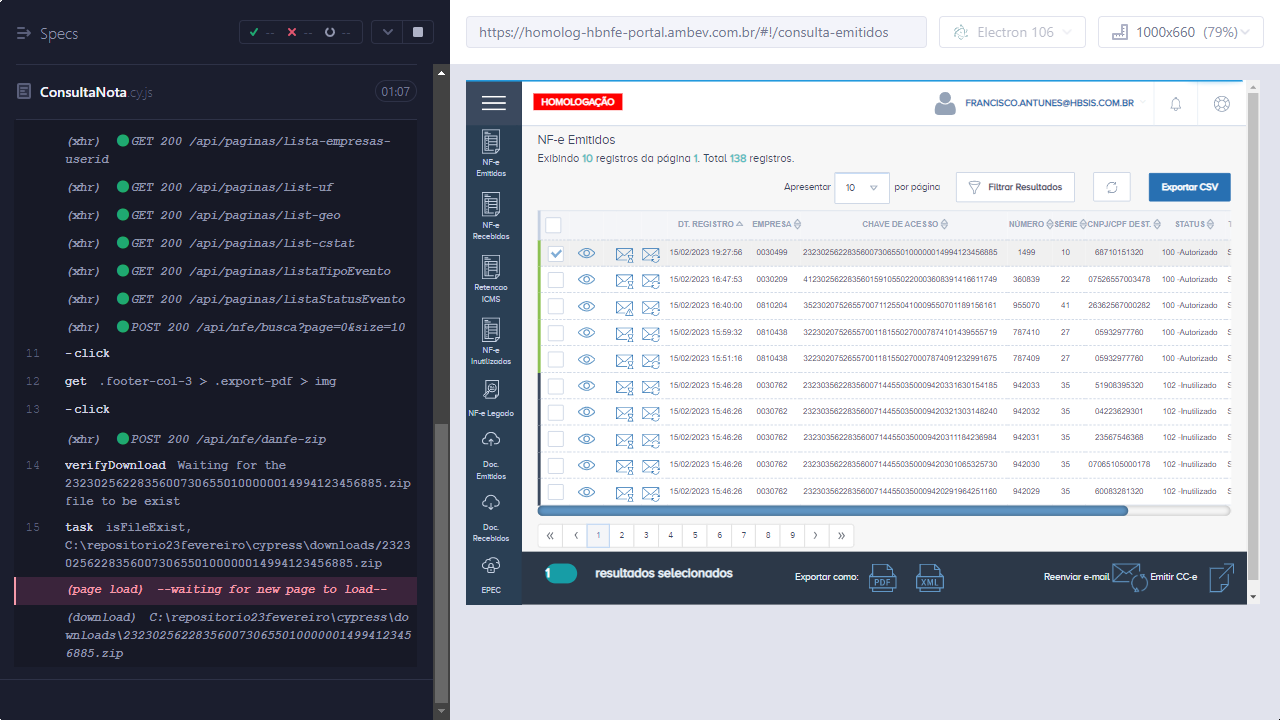 Specs
--
--
--
ConsultaNota.cy.js
01:07
(xhr) GET 200 /api/paginas/lista-empresas-
userid
(xhr) GET 200 /api/paginas/list-uf
(xhr) GET 200 /api/paginas/list-geo
(xhr) GET 200 /api/paginas/list-cstat
(xhr) GET 200 /api/paginas/listaTipoEvento
(xhr) GET 200 /api/paginas/listaStatusEvento
(xhr) POST 200 /api/nfe/busca?page=0&size=10
11 -click
12 get .footer-col-3 > .export-pdf > img
13 -click
(xhr) POST 200 /api/nfe/danfe-zip
14 verifyDownload Waiting for the
23230256228356007306550100000014994123456885.zip
file to be exist
15 task isFileExist,
C:\repositorio23fevereiro\cypress\downloads/2323
0256228356007306550100000014994123456885.zip
(page load) --waiting for new page to load--
(download) C:\repositorio23fevereiro\cypress\do
wnloads\2323025622835600730655010000001499412345
6885.zip
https://homolog-hbnfe-portal.ambev.com.br/#!/consulta-emitidos
Electron 106
1000x660 (79%)
HOMOLOGAÇÃO
FRANCISCO.ANTUNES@HBSIS.COM.BR
NF-e
Emitidos
NF-e
Recebidos
Retencao
ICMS
NF-e
Inutilizados
NF-e Legado
Doc.
Emitidos
Doc.
Recebidos
EPEC
NF-e Emitidos
Exibindo 10 registros da página 1. Total 138 registros.
Apresentar 10 por página
Filtrar Resultados
Exportar CSV
DT. REGISTRO EMPRESA CHAVE DE ACESSO NÚMERO SÉRIE CNPJ/CPF DEST. STATUS T
15/02/2023 19:27:56 0030499 23230256228356007306550100000014994123456885 1499 10 68710151320 100 -Autorizado S
15/02/2023 16:47:53 0030209 41230256228356015910550220003608391416611749 360839 22 07526557003478 100 -Autorizado S
15/02/2023 16:40:00 0810204 35230207526557007112550410009550701189156161 955070 41 26362567000282 100 -Autorizado S
15/02/2023 15:59:32 0810438 32230207526557001181550270007874101439555719 787410 27 05932977760 100 -Autorizado S
15/02/2023 15:51:16 0810438 32230207526557001181550270007874091232991675 787409 27 05932977760 100 -Autorizado S
15/02/2023 15:46:28 0030762 23230356228356007144550350009420331630154185 942033 35 51908395320 102 -Inutilizado S
15/02/2023 15:46:26 0030762 23230356228356007144550350009420321303148240 942032 35 04223629301 102 -Inutilizado S
15/02/2023 15:46:26 0030762 23230356228356007144550350009420311184236984 942031 35 23567546368 102 -Inutilizado S
15/02/2023 15:46:26 0030762 23230356228356007144550350009420301065325730 942030 35 07065105000178 102 -Inutilizado S
15/02/2023 15:46:26 0030762 23230356228356007144550350009420291964251160 942029 35 60083281320 102 -Inutilizado S
« ‹ 1 2 3 4 5 6 7 8 9 › »
1 resultados selecionados
Exportar como:
PDF
XML
Reenviar e-mail
Emitir CC-e